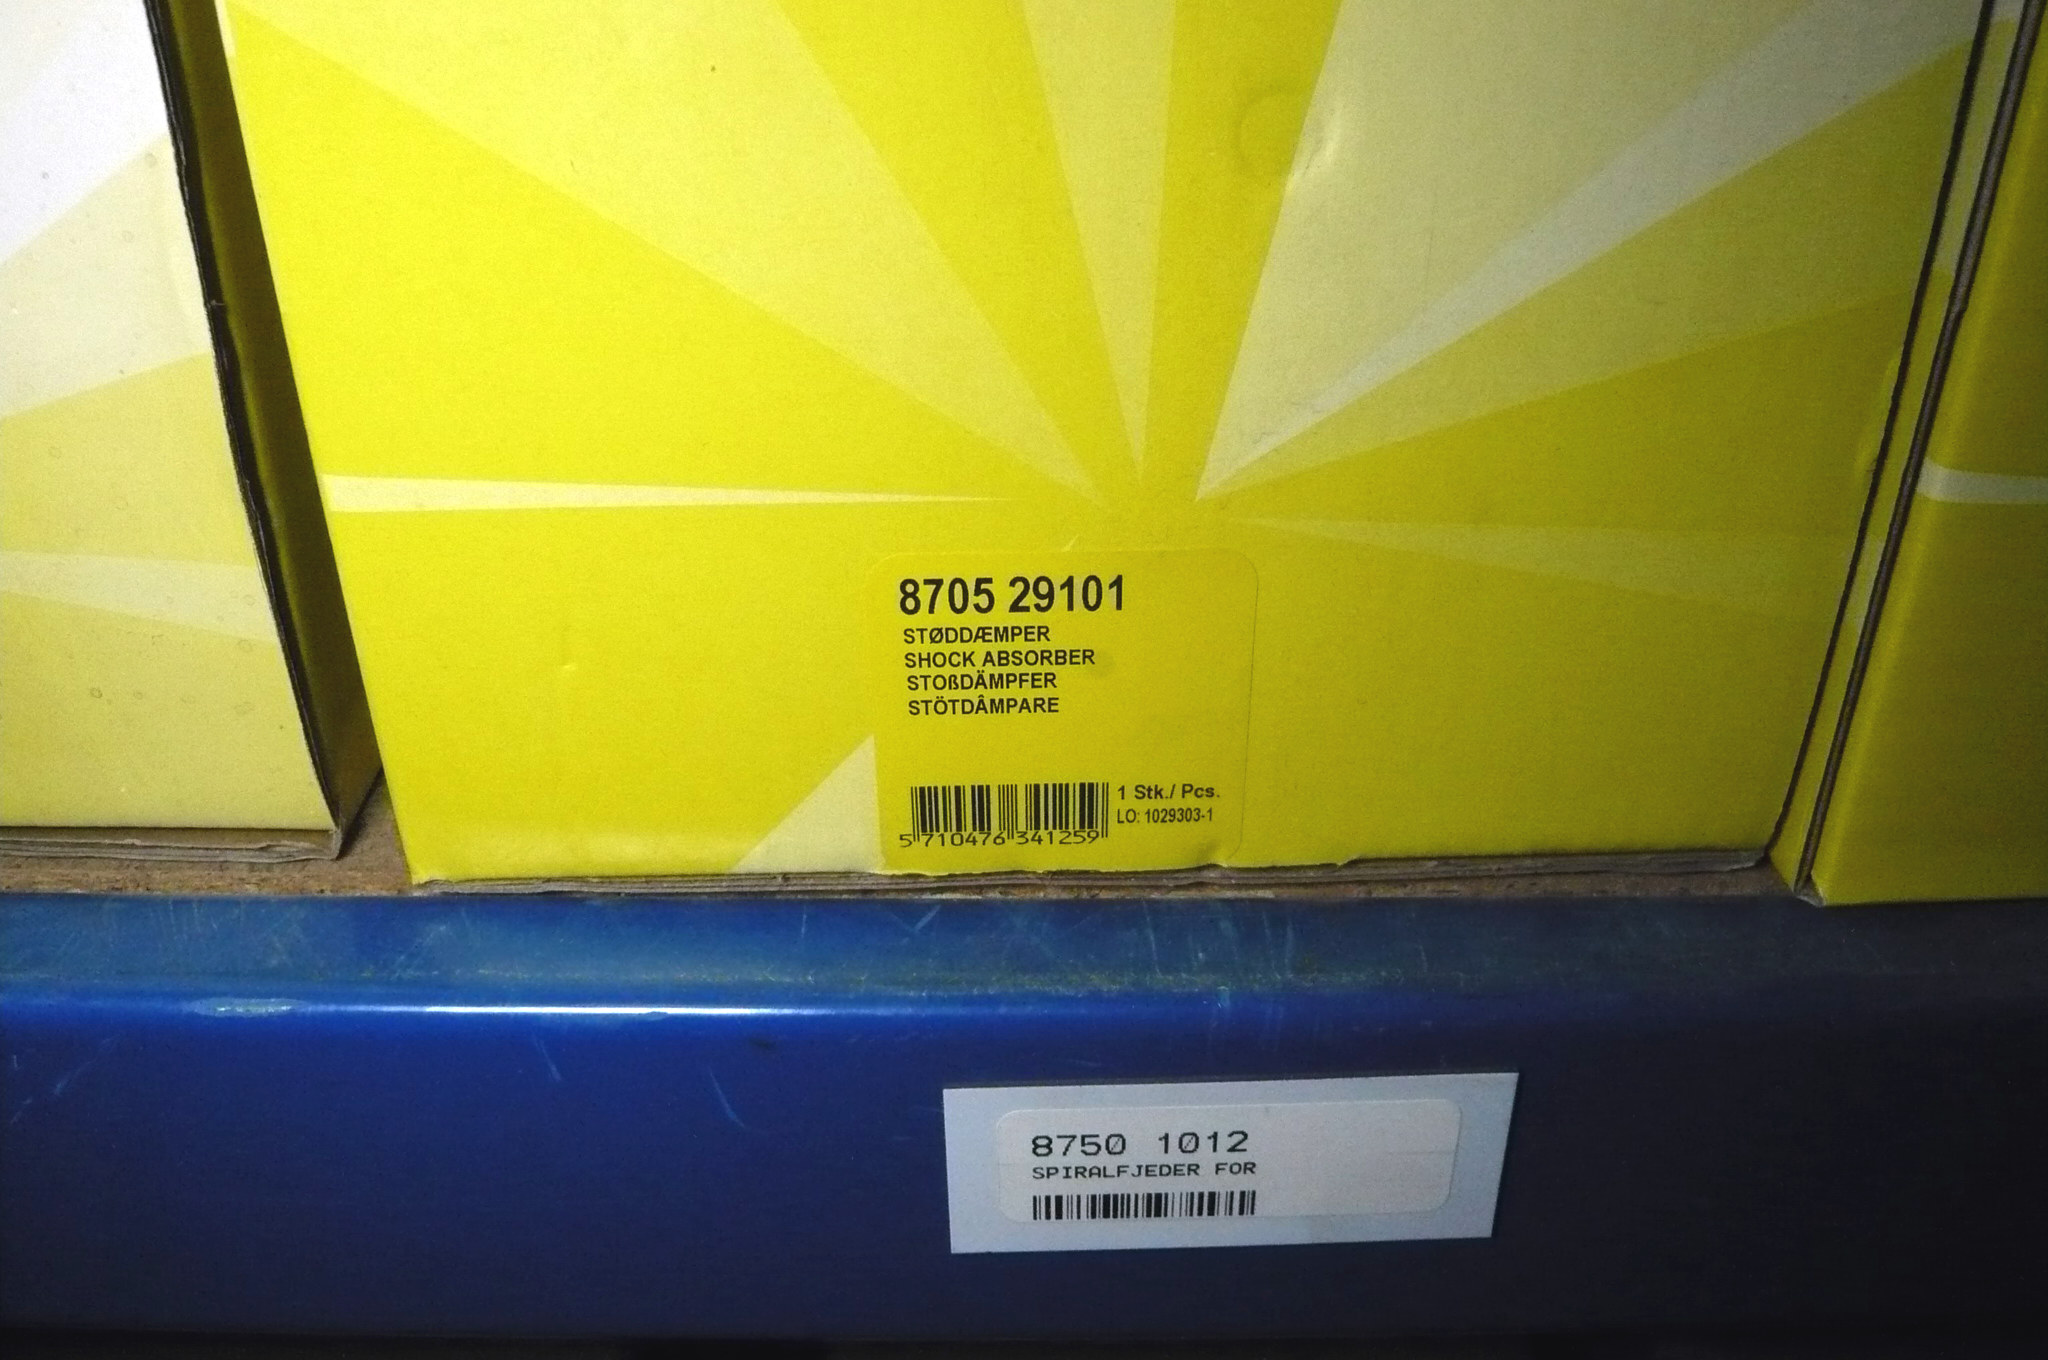 8705 29101
STØDDÆMPER
SHOCK ABSORBER
STOßDÄMPFER
STÖTDÂMPARE
1 Stk./ Pcs.
LO: 1029303-1
5 710476 341259
8750 1012
SPIRALFJEDER FOR